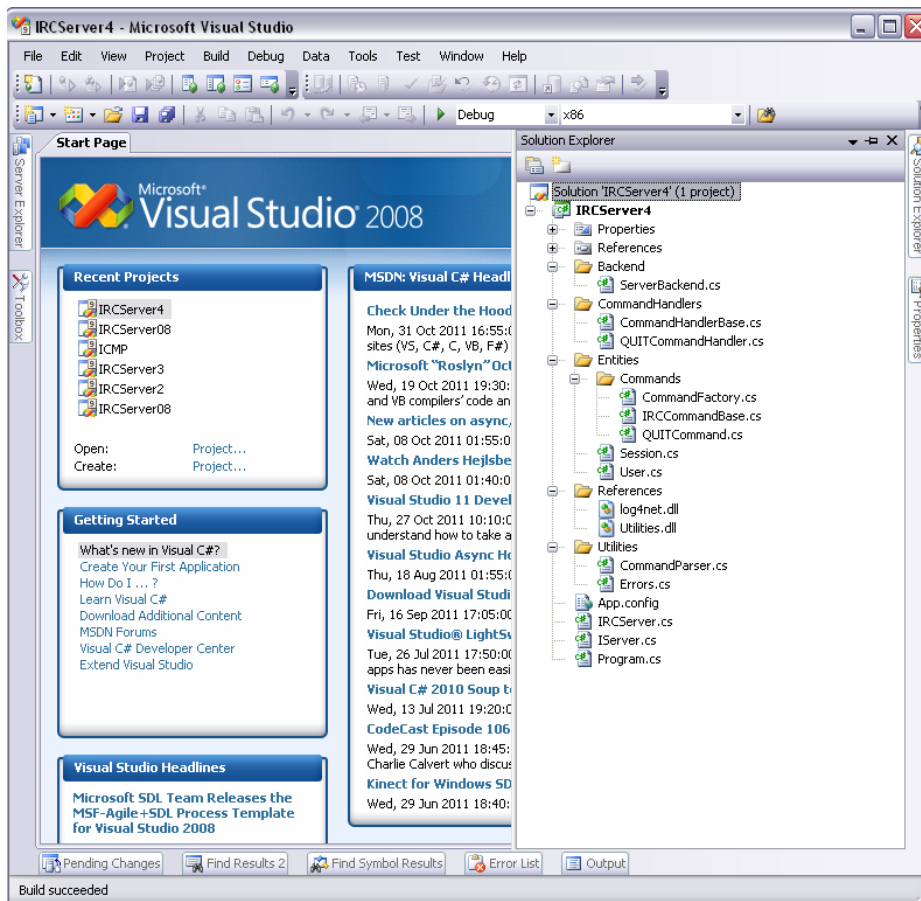 IRCServer4 - Microsoft Visual Studio
File Edit View Project Build Debug Data Tools Test Window Help
Debug x86
Server Explorer
Toolbox
Start Page
Microsoft®
Visual Studio® 2008
Recent Projects
IRCServer4
IRCServer08
ICMP
IRCServer3
IRCServer2
IRCServer08
Open: Project...
Create: Project...
Getting Started
What's new in Visual C#?
Create Your First Application
How Do I ... ?
Learn Visual C#
Download Additional Content
MSDN Forums
Visual C# Developer Center
Extend Visual Studio
Visual Studio Headlines
Microsoft SDL Team Releases the
MSF-Agile+SDL Process Template
for Visual Studio 2008
MSDN: Visual C# Headl
Check Under the Hood
Mon, 31 Oct 2011 16:55:0
sites (VS, C#, C, VB, F#)
Microsoft "Roslyn" Oct
Wed, 19 Oct 2011 19:30:
and VB compilers' code an
New articles on async,
Sat, 08 Oct 2011 01:55:0
Watch Anders Hejlsbe
Sat, 08 Oct 2011 01:40:0
Visual Studio 11 Devel
Thu, 27 Oct 2011 10:10:0
understand how to take a
Visual Studio Async Ho
Thu, 18 Aug 2011 01:55:0
Download Visual Studi
Fri, 16 Sep 2011 17:05:00
Visual Studio® LightSw
Tue, 26 Jul 2011 17:50:00
apps has never been easi
Visual C# 2010 Soup to
Wed, 13 Jul 2011 19:20:0
CodeCast Episode 106
Wed, 29 Jun 2011 18:45:
Charlie Calvert who discus
Kinect for Windows SD
Wed, 29 Jun 2011 18:40:
Solution Explorer
Solution 'IRCServer4' (1 project)
IRCServer4
Properties
References
Backend
ServerBackend.cs
CommandHandlers
CommandHandlerBase.cs
QUITCommandHandler.cs
Entities
Commands
CommandFactory.cs
IRCCommandBase.cs
QUITCommand.cs
Session.cs
User.cs
References
log4net.dll
Utilities.dll
Utilities
CommandParser.cs
Errors.cs
App.config
IRCServer.cs
IServer.cs
Program.cs
Solution Explorer
Properties
Pending Changes Find Results 2 Find Symbol Results Error List Output
Build succeeded